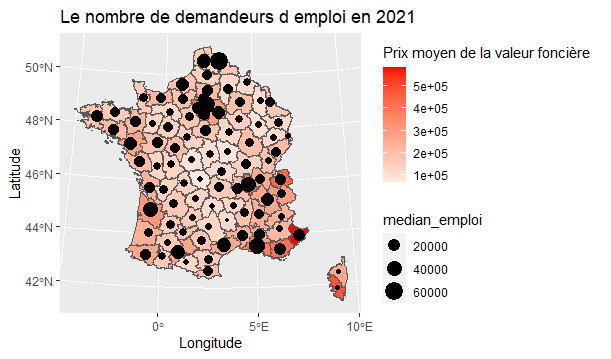 Le nombre de demandeurs d emploi en 2021
50°N
48°N
46°N
44°N
42°N
Latitude
0°
5°E
10°E
Longitude
Prix moyen de la valeur foncière
5e+05
4e+05
3e+05
2e+05
1e+05
median_emploi
20000
40000
60000